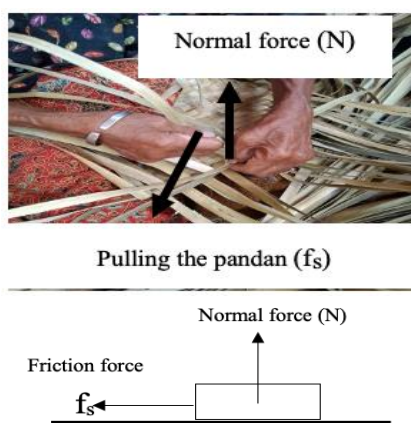 Normal force (N)
Pulling the pandan (fs)
Normal force (N)
Friction force
fs